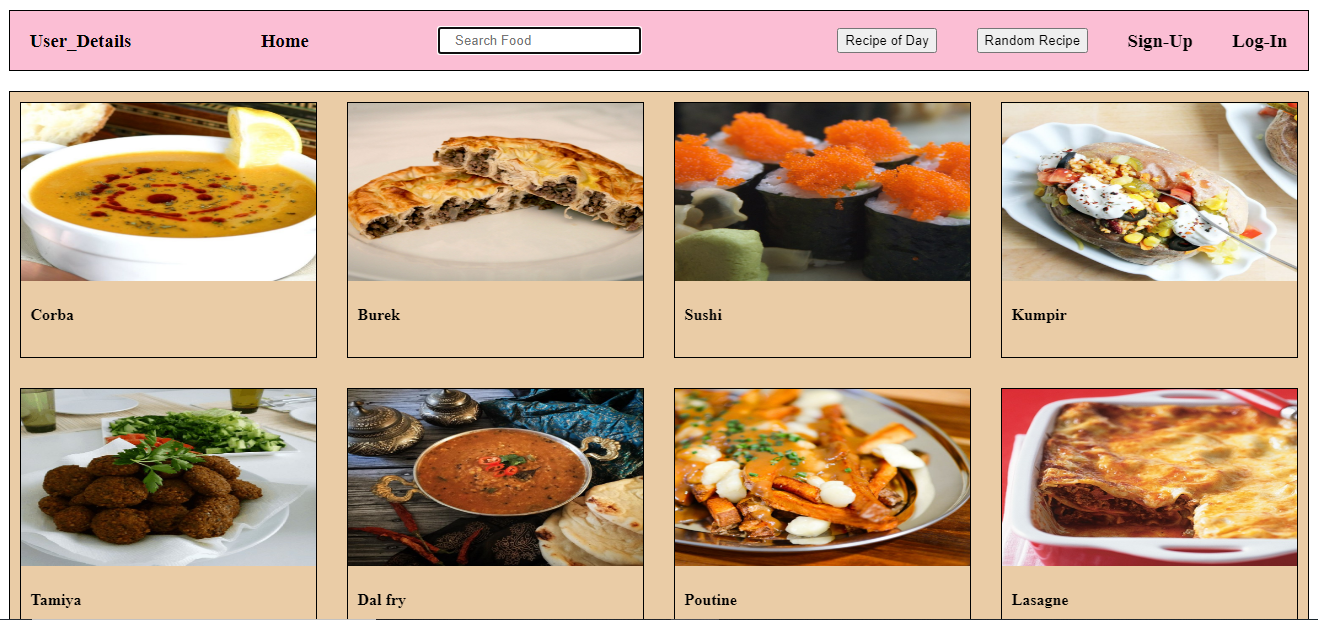 User_Details Home Search Food Recipe of Day Random Recipe Sign-Up Log-In
Corba Burek Sushi Kumpir
Tamiya Dal fry Poutine Lasagne